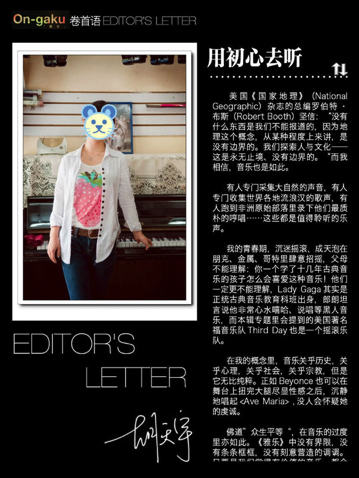 On-gaku 卷首语 EDITOR'S LETTER
用初心去听
美国《国家地理》(National
Geographic) 杂志的总编罗伯特·
布斯 (Robert Booth) 坚信：“没有
什么东西是我们不能报道的，因为地
理这个概念，从某种程度上来讲，是
没有边界的。我们探索人与文化——
这是永无止境、没有边界的。”而我
相信，音乐也是如此。
有人专门采集大自然的声音，有人
专门收集世界各地流浪汉的歌声，有
人跑到非洲原始部落里录下他们最质
朴的哼唱……这些都是值得聆听的乐
声。
我的青春期，沉迷摇滚，成天泡在
朋克、金属、哥特里肆意招摇，父母
不能理解：你一个学了十几年古典音
乐的孩子怎么会喜爱这种音乐！他们
一定更不能理解，Lady Gaga 其实是
正统古典音乐教育科班出身，郎朗坦
言说他非常心水嘻哈、说唱等黑人音
乐，而本辑专题里会提到的美国著名
福音乐队 Third Day 也是一个摇滚乐
队。
在我的概念里，音乐关乎历史，关
乎心理，关乎社会，关乎宗教，但是
它无比纯粹。正如 Beyonce 也可以在
舞台上扭完大腿尽显性感之后，沉静
地唱起 <Ave Maria> , 没人会怀疑她
的虔诚。
佛道”众生平等“，在音乐的过度
里亦如此。《雅乐》中没有界限，没
有条条框框，没有刻意营造的调调。
EDITOR'S
LETTER